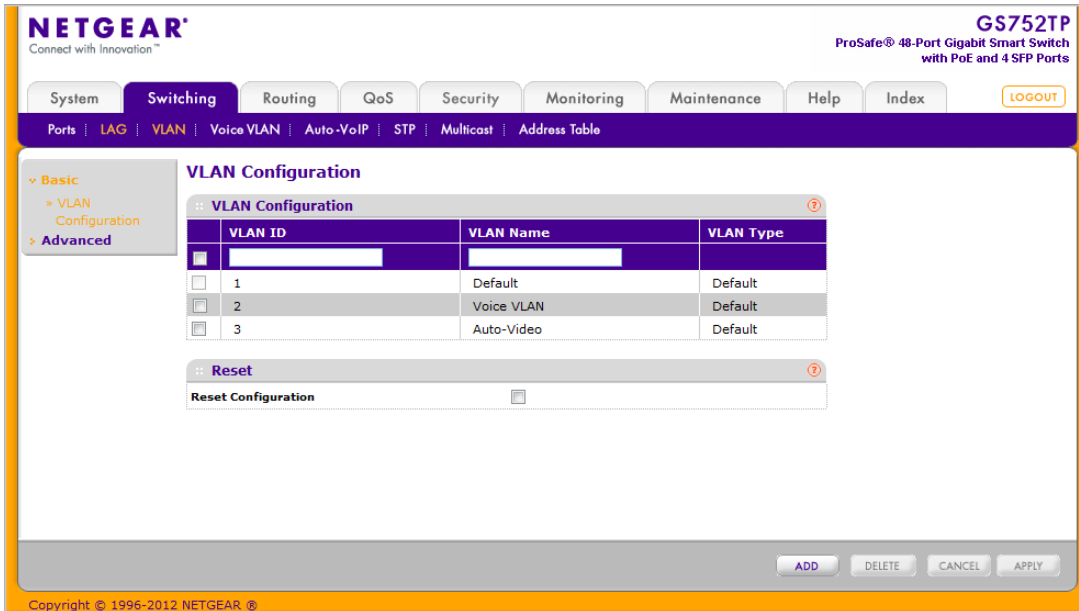 NETGEAR®
Connect with Innovation™
GS752TP
ProSafe® 48-Port Gigabit Smart Switch
with PoE and 4 SFP Ports
System Switching Routing QoS Security Monitoring Maintenance Help Index LOGOUT
Ports LAG VLAN Voice VLAN Auto-VoIP STP Multicast Address Table
Basic
VLAN
Configuration
Advanced
VLAN Configuration
VLAN Configuration ?
VLAN ID VLAN Name VLAN Type
1 Default Default
2 Voice VLAN Default
3 Auto-Video Default
Reset ?
Reset Configuration
ADD DELETE CANCEL APPLY
Copyright © 1996-2012 NETGEAR ®